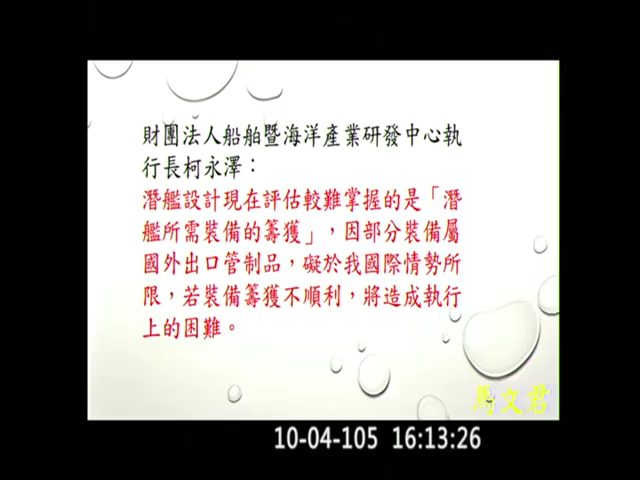 財團法人船舶暨海洋產業研發中心執
行長柯永澤：
潛艦設計現在評估較難掌握的是「潛
艦所需裝備的籌獲」，因部分裝備屬
國外出口管制品，礙於我國際情勢所
限，若裝備籌獲不順利，將造成執行
上的困難。
馬文君
10-04-105 16:13:26